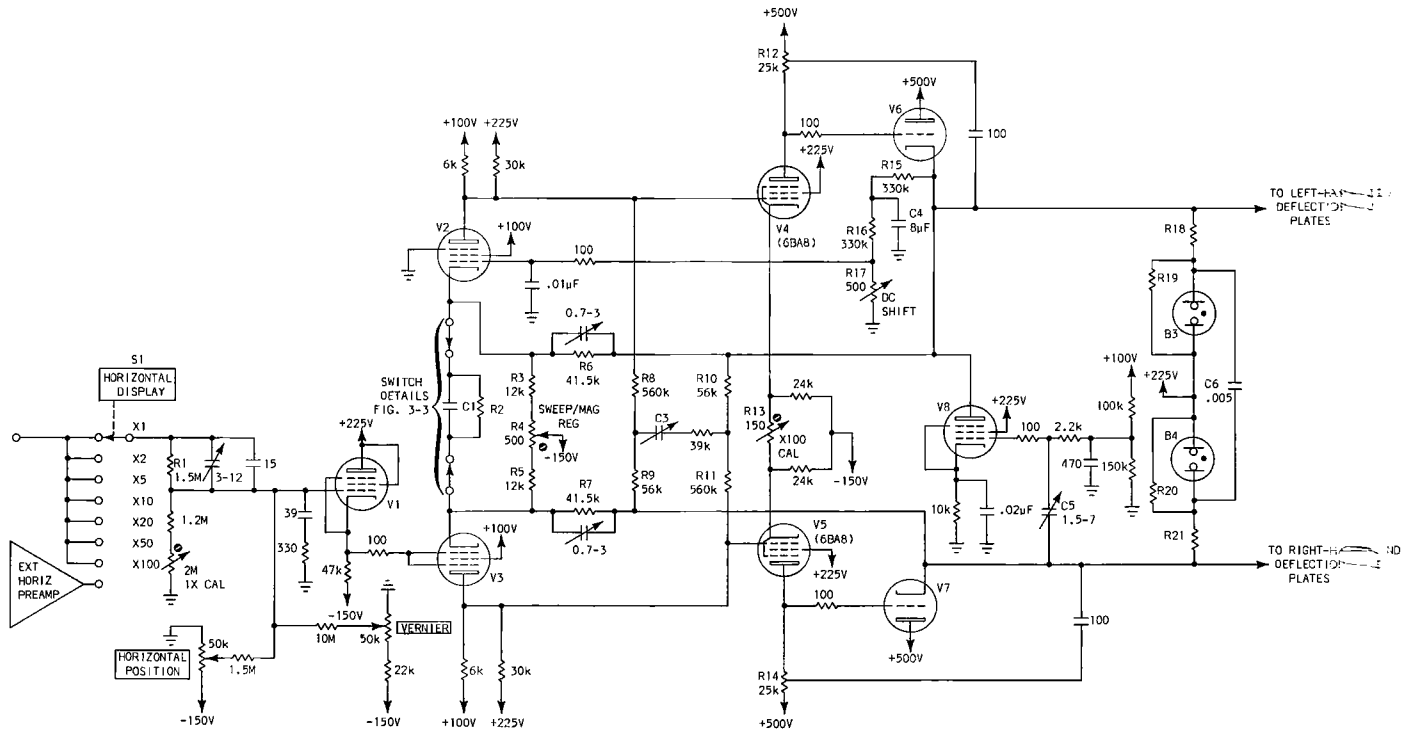 +500V
R12
25k
+500V
V6
100
100
+225V
R15
330k
+100V +225V
6k
30k
V4
(6BA8)
C4
8µF
R16
330k
TO LEFT-
DEFLECTION
PLATES
R18
V2
+100V
100
R17
500
DC
SHIFT
R19
.01µF
B3
0.7-3
R6
41.5k
S1
HORIZONTAL
DISPLAY
SWITCH
DETAILS
FIG. 3-3
C1
R2
R3
12k
SWEEP/MAG
REG
R4
500
-150V
R5
12k
R8
560k
R10
56k
C3
39k
R13
150
X100
CAL
24k
24k
-150V
V8
+225V
+100V
+225V
C6
.005
100k
100
2.2k
470
150k
B4
X1
X2
X5
X10
X20
X50
X100
R1
1.5M
3-12
15
+225V
V1
R9
56k
R11
560k
R7
41.5k
0.7-3
10k
.02µF
C5
1.5-7
R20
R21
1.2M
2M
1X CAL
39
330
47k
100
+100V
V3
V5
(6BA8)
+225V
TO RIGHT-
DEFLECTION
PLATES
EXT
HORIZ
PREAMP
-150V
10M
50k
VERNIER
100
V7
100
50k
HORIZONTAL
POSITION
1.5M
22k
6k
30k
R14
25k
+500V
-150V
-150V
+100V
+225V
+500V